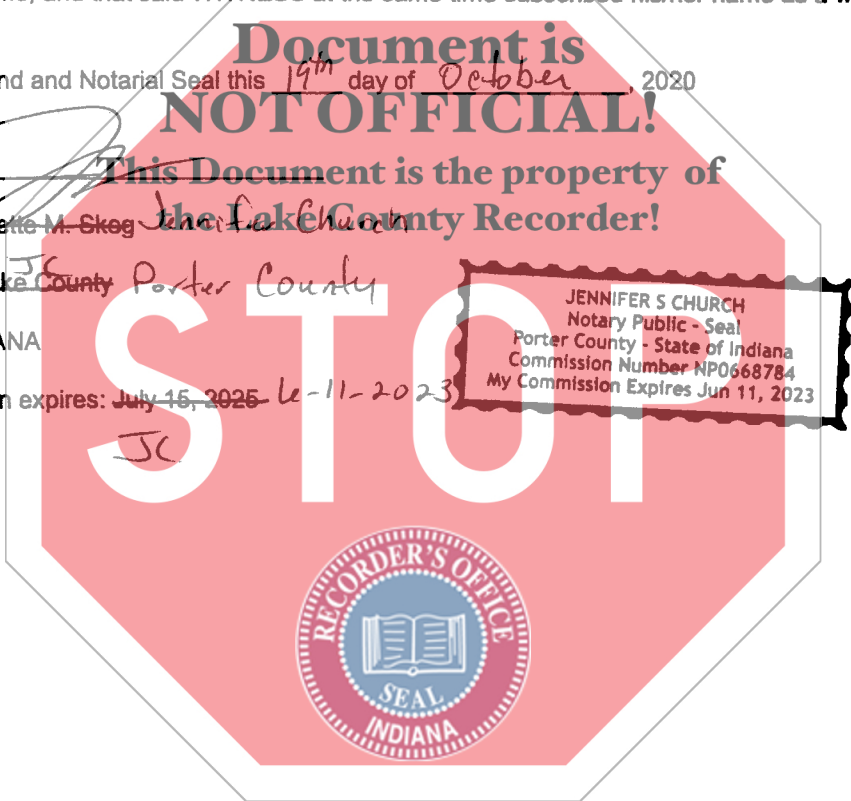 Document is
nd and Notarial Seal this 19th day of October, 2020
NOT OFFICIAL!
This Document is the property of
the Lake County Recorder!
ette M. Skog Jennifer Church
JC
ke County Porter County
ANA
n expires: July 15, 2025 6-11-2023
JC
JENNIFER S CHURCH
Notary Public - Seal
Porter County - State of Indiana
Commission Number NP0668784
My Commission Expires Jun 11, 2023
STOP
RECORDER'S OFFICE
SEAL
INDIANA